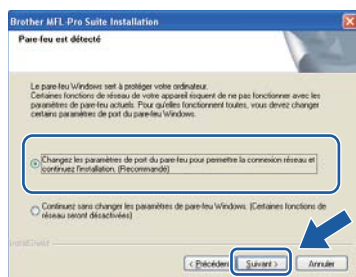 Brother MFL-Pro Suite Installation
Pare-feu est détecté
Le pare-feu Windows sert à protéger votre ordinateur.
Certaines fonctions de réseau de votre appareil risquent de ne pas fonctionner avec les
paramètres de pare-feu actuels. Pour qu'elles fonctionnent toutes, vous devez changer
certains paramètres de port du pare-feu Windows.
Changez les paramètres de port du pare-feu pour permettre la connexion réseau et
continuez l'installation. (Recommandé)
Continuez sans changer les paramètres de pare-feu Windows. (Certaines fonctions de
réseau seront désactivées)
InstallShield
< Précédent
Suivant >
Annuler